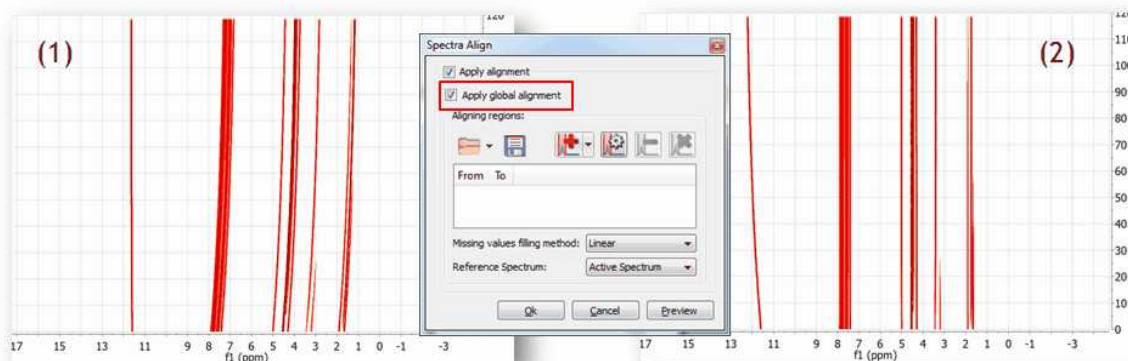 120
(1)
17 15 13 11 9 8 7 6 5 4 3 2 1 0 -1 -3
f1 (ppm)
Spectra Align
Apply alignment
Apply global alignment
Aligning regions:
From To
Missing values filling method: Linear
Reference Spectrum: Active Spectrum
Ok Cancel Preview
(2)
120
110
100
90
80
70
60
50
40
30
20
10
0
17 15 13 11 9 8 7 6 5 4 3 2 1 0 -1 -3
f1 (ppm)